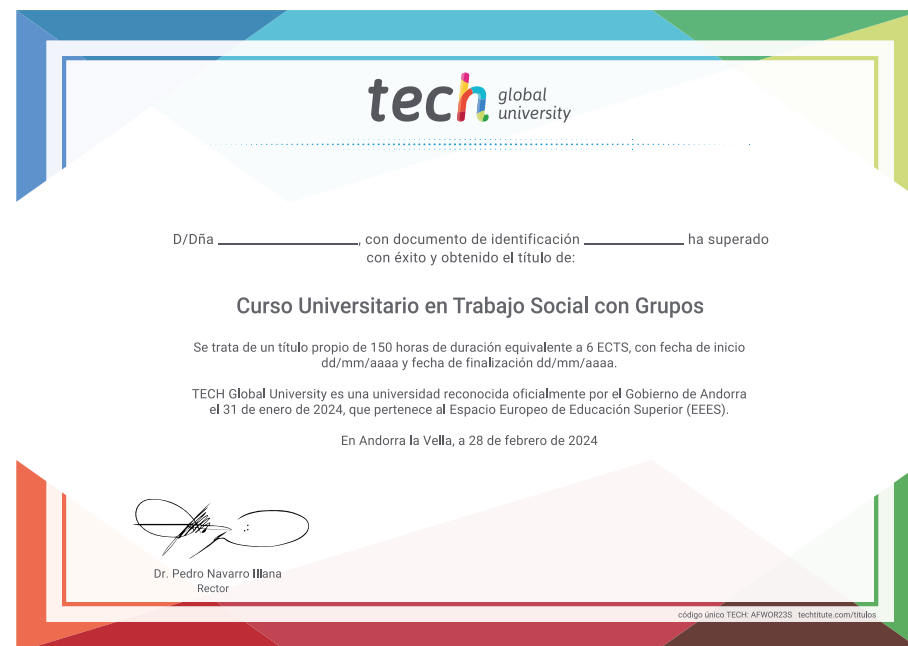 tech global
university
D/Dña ______________, con documento de identificación __________ ha superado
con éxito y obtenido el título de:
Curso Universitario en Trabajo Social con Grupos
Se trata de un título propio de 150 horas de duración equivalente a 6 ECTS, con fecha de inicio
dd/mm/aaaa y fecha de finalización dd/mm/aaaa.
TECH Global University es una universidad reconocida oficialmente por el Gobierno de Andorra
el 31 de enero de 2024, que pertenece al Espacio Europeo de Educación Superior (EEES).
En Andorra la Vella, a 28 de febrero de 2024
Dr. Pedro Navarro Illana
Rector
código único TECH: AFWOR23S techtitute.com/titulos